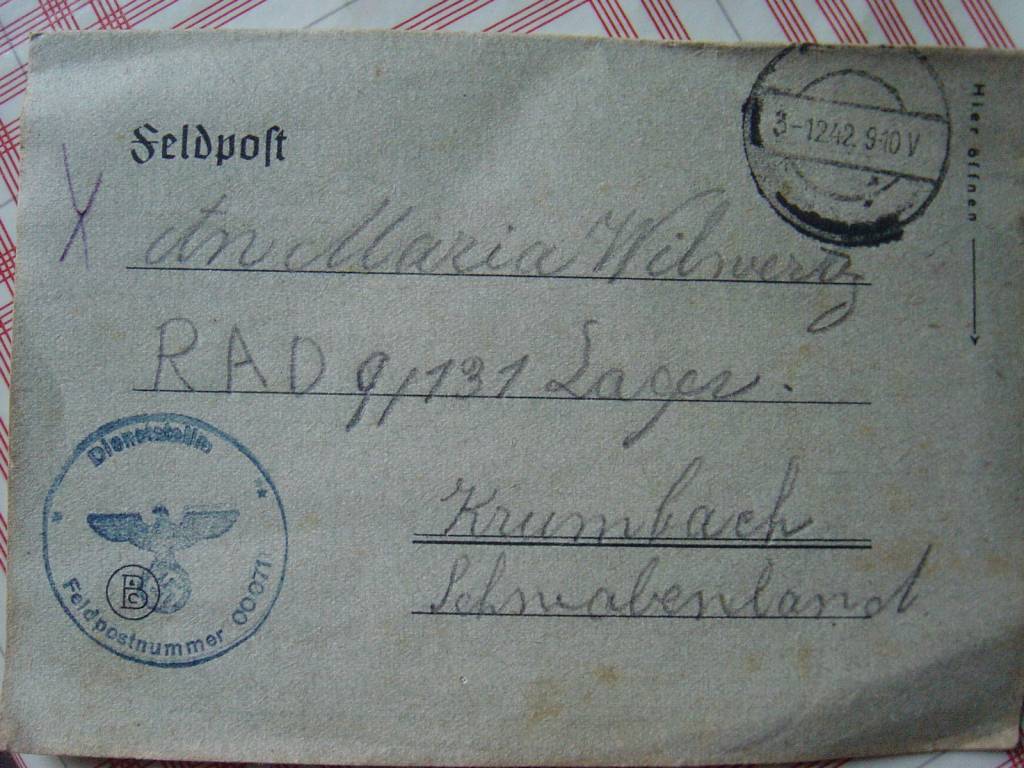 Feldpost
3-12.42. 9-10 V
Hier öffnen
An Maria Wilwertz
RAD 9/131 Lager.
Krumbach
Schwabenland
Dienststelle
B
Feldpostnummer 00071